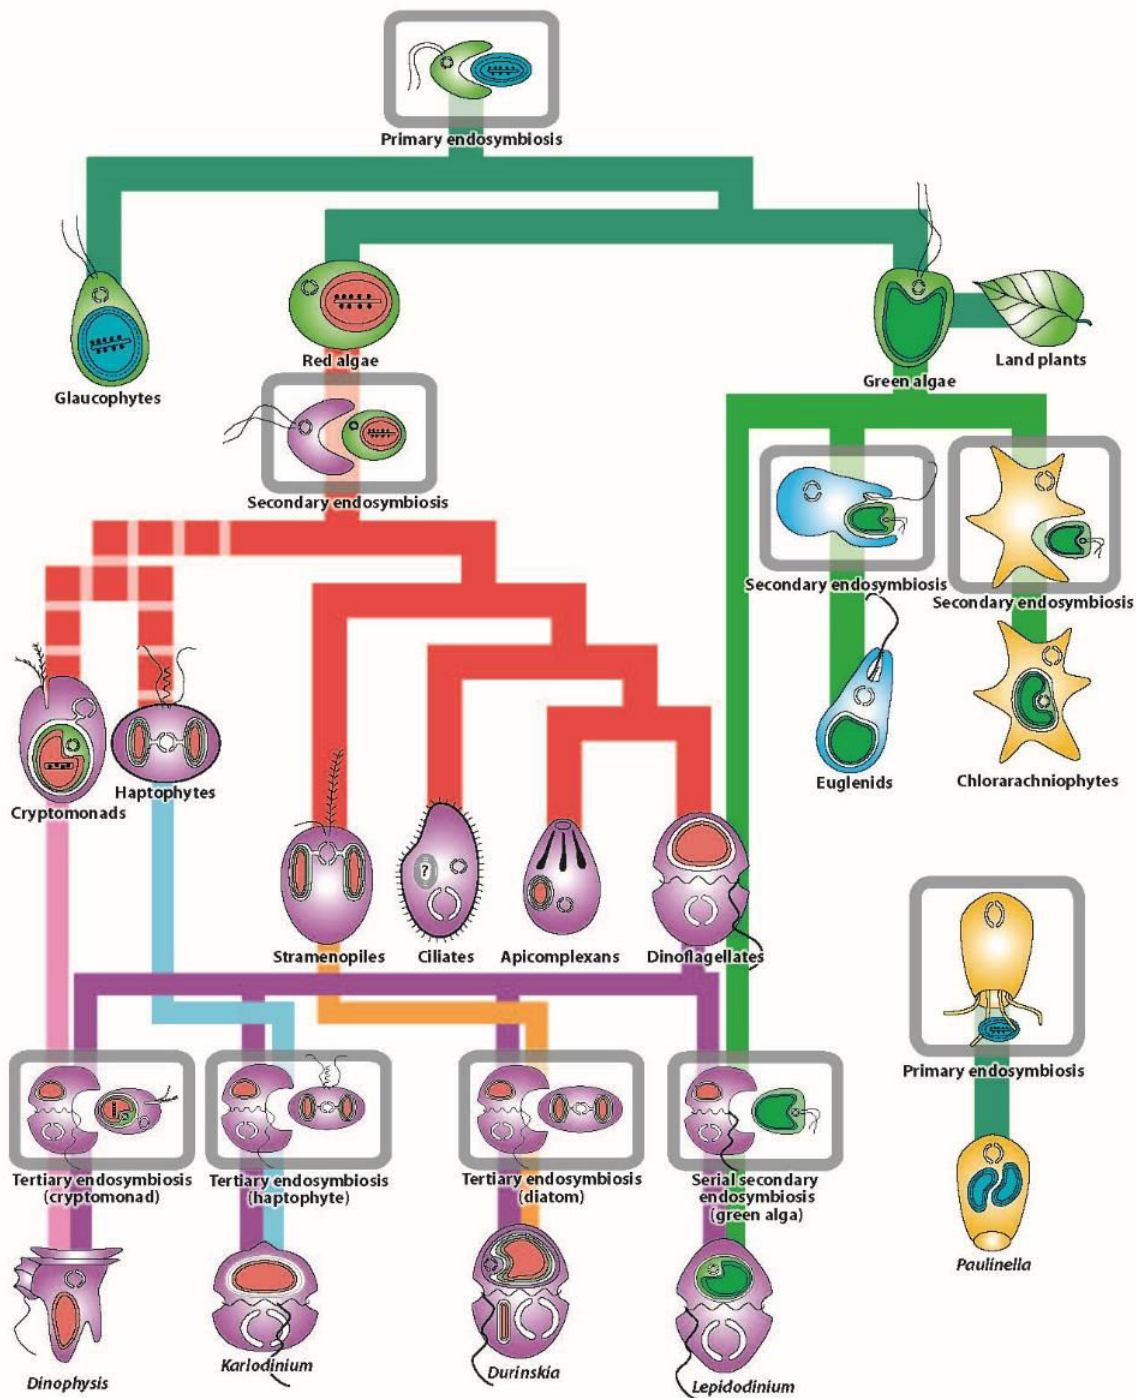 Primary endosymbiosis
Glaucophytes
Red algae
Green algae
Land plants
Secondary endosymbiosis
Secondary endosymbiosis
Secondary endosymbiosis
Cryptomonads
Haptophytes
Euglenids
Chlorarachniophytes
?
Stramenopiles
Ciliates
Apicomplexans
Dinoflagellates
Primary endosymbiosis
Tertiary endosymbiosis
(cryptomonad)
Tertiary endosymbiosis
(haptophyte)
Tertiary endosymbiosis
(diatom)
Serial secondary
endosymbiosis
(green alga)
Paulinella
Dinophysis
Karlodinium
Durinskia
Lepidodinium